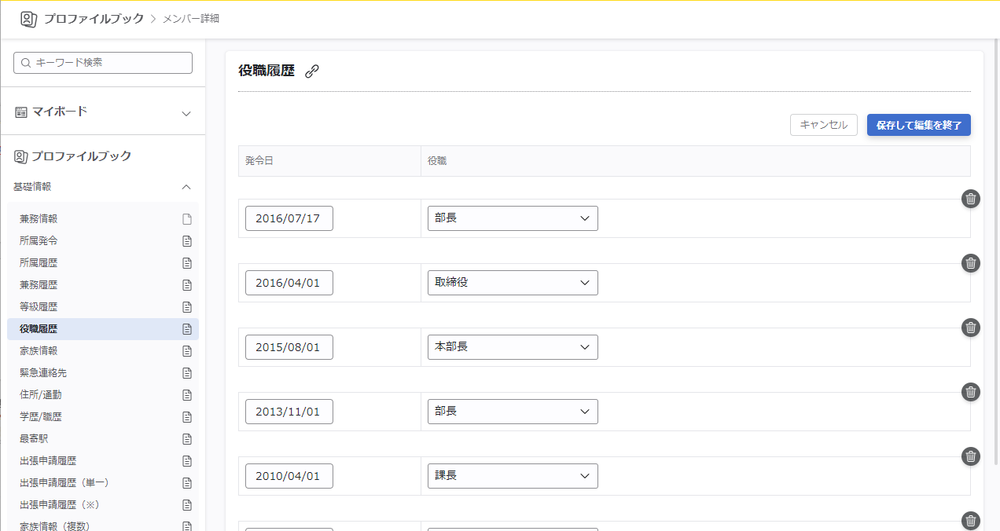 プロファイルブック > メンバー詳細
キーワード検索
マイボード
プロファイルブック
基礎情報
兼務情報
所属発令
所属履歴
兼務履歴
等級履歴
役職履歴
家族情報
緊急連絡先
住所/通勤
学歴/職歴
最寄駅
出張申請履歴
出張申請履歴（単一）
出張申請履歴（※）
家族情報（複数）
役職履歴
キャンセル 保存して編集を終了
発令日 役職
2016/07/17 部長
2016/04/01 取締役
2015/08/01 本部長
2013/11/01 部長
2010/04/01 課長